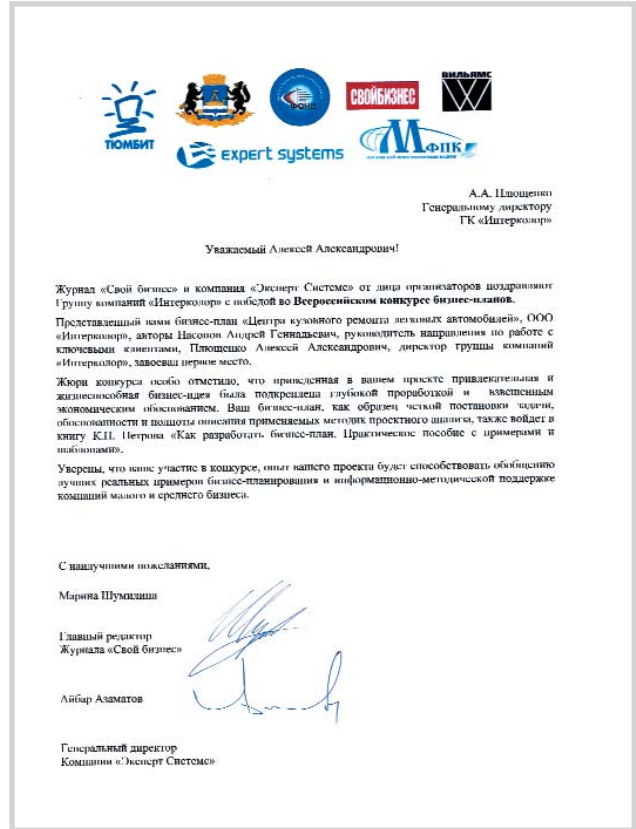 ТЮМБИТ
ФОНД
СВОЙБИЗНЕС
ВИЛЬЯМС
expert systems
МФПК
А.А. Плющенко
Генеральному директору
ГК «Интерколор»
Уважаемый Алексей Александрович!
Журнал «Свой бизнес» и компания «Эксперт Системс» от лица организаторов поздравляют
Группу компаний «Интерколор» с победой во Всероссийском конкурсе бизнес-планов.
Представленный вами бизнес-план «Центра кузовного ремонта легковых автомобилей», ООО
«Интерколор», авторы Насонов Андрей Геннадьевич, руководитель направления по работе с
ключевыми клиентами, Плющенко Алексей Александрович, директор группы компаний
«Интерколор», завоевал первое место.
Жюри конкурса особо отметило, что приведенная в вашем проекте привлекательная и
жизнеспособная бизнес-идея была подкреплена глубокой проработкой и взвешенным
экономическим обоснованием. Ваш бизнес-план, как образец четкой постановки задачи,
обоснованности и полноты описания применяемых методик проектного анализа, также войдет в
книгу К.Н. Петрова «Как разработать бизнес-план. Практическое пособие с примерами и
шаблонами».
Уверены, что ваше участие в конкурсе, опыт вашего проекта будет способствовать обобщению
лучших реальных примеров бизнес-планирования и информационно-методической поддержке
компаний малого и среднего бизнеса.
С наилучшими пожеланиями,
Марина Шумилина
Главный редактор
Журнала «Свой бизнес»
Айбар Азаматов
Генеральный директор
Компании «Эксперт Системс»